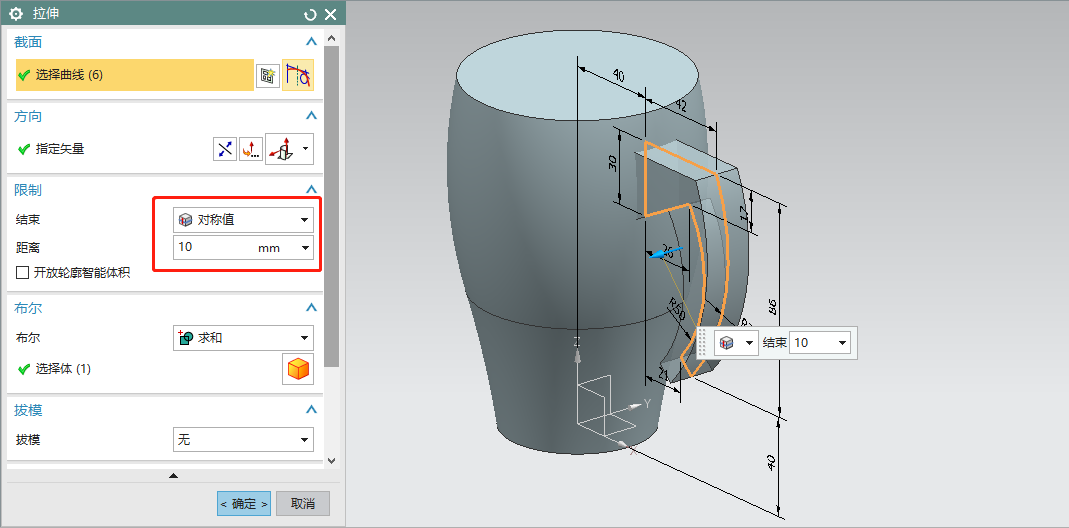 拉伸
截面
选择曲线 (6)
方向
指定矢量
限制
结束
对称值
距离
10 mm
开放轮廓智能体积
布尔
布尔
求和
选择体 (1)
拔模
拔模
无
< 确定 >
取消
40
42
30
12
26
R50
86
结束 10
21
Z
Y
X
40